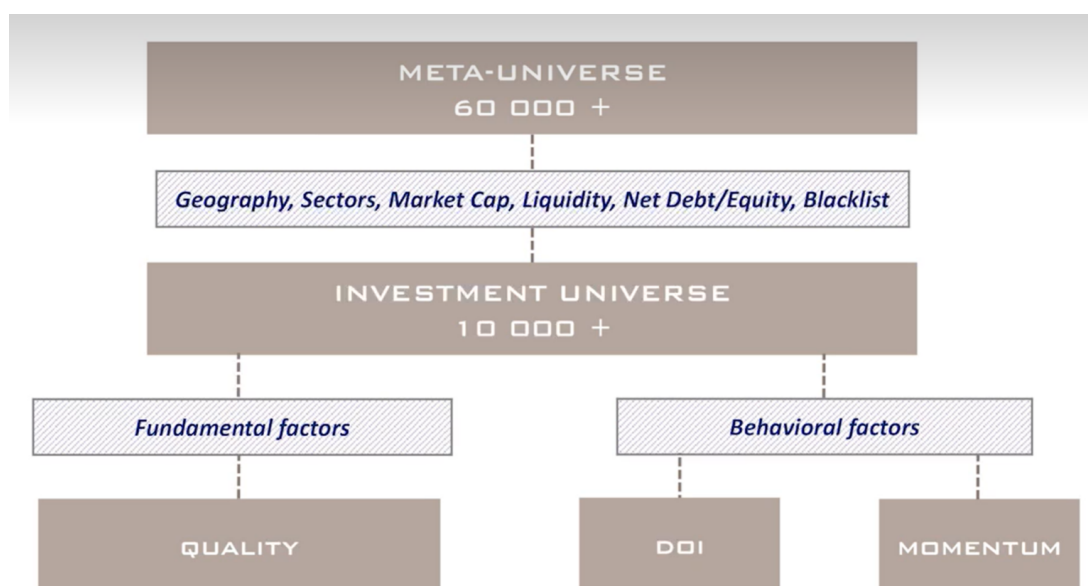 META-UNIVERSE
60 000 +
Geography, Sectors, Market Cap, Liquidity, Net Debt/Equity, Blacklist
INVESTMENT UNIVERSE
10 000 +
Fundamental factors
Behavioral factors
QUALITY
DOI
MOMENTUM